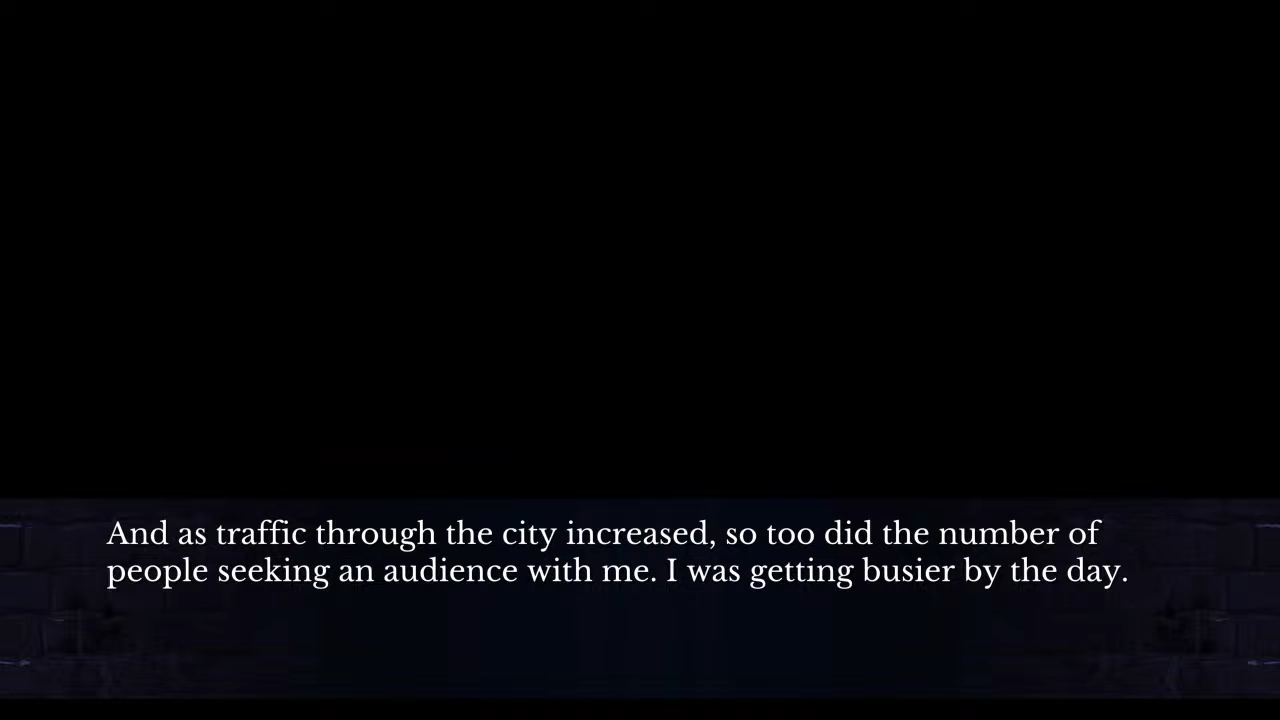 And as traffic through the city increased, so too did the number of
people seeking an audience with me. I was getting busier by the day.